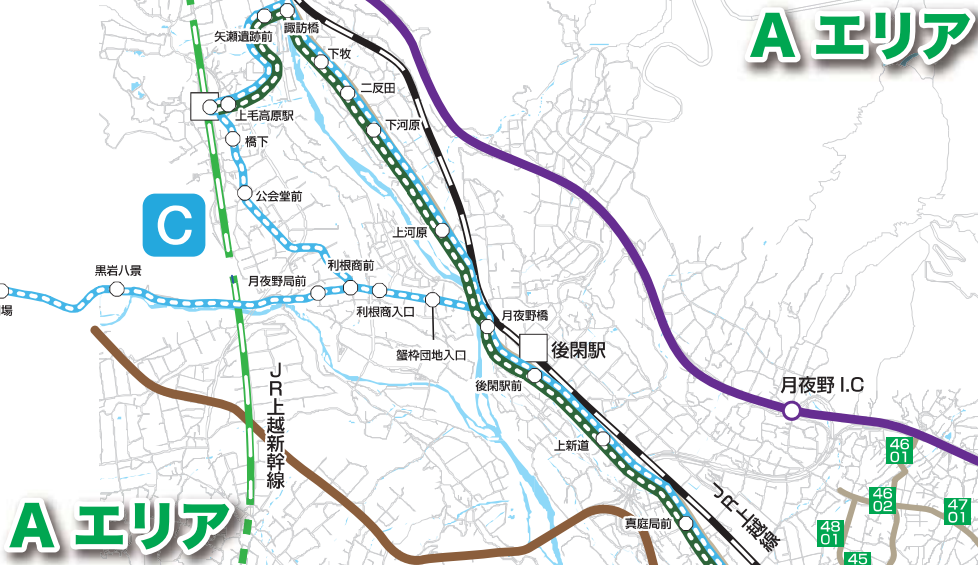 A エリア
矢瀬遺跡前
諏訪橋
下牧
二反田
上毛高原駅
下河原
橋下
公会堂前
C
上河原
黒岩八景
利根商前
月夜野局前
場
利根商入口
月夜野橋
蟹枠団地入口
後閑駅
後閑駅前
月夜野 I.C
JR上越新幹線
上新道
46
01
46
02
47
01
A エリア
真庭局前
JR上越線
48
01
45